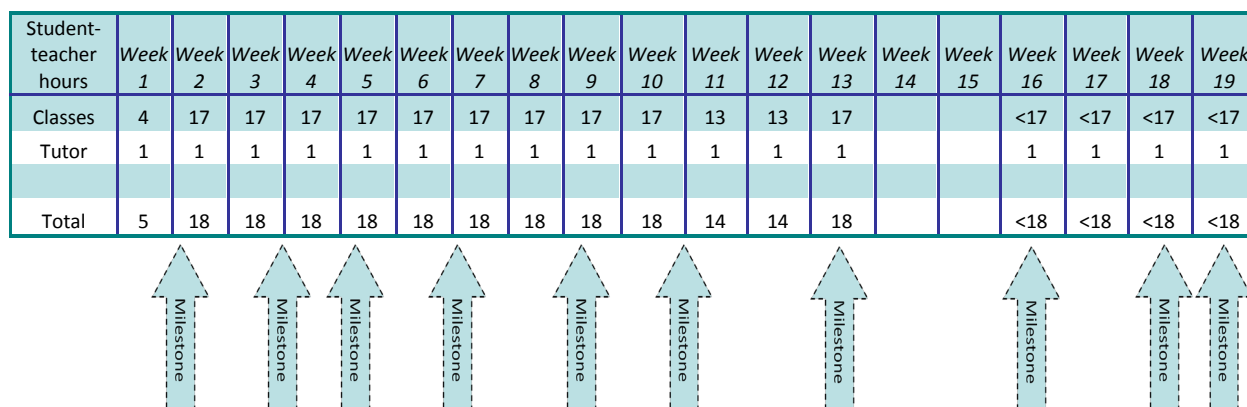 Student-
teacher
hours
Week 1 Week 2 Week 3 Week 4 Week 5 Week 6 Week 7 Week 8 Week 9 Week 10 Week 11 Week 12 Week 13 Week 14 Week 15 Week 16 Week 17 Week 18 Week 19
Classes 4 17 17 17 17 17 17 17 17 17 13 13 17 <17 <17 <17 <17
Tutor 1 1 1 1 1 1 1 1 1 1 1 1 1 1 1 1 1
Total 5 18 18 18 18 18 18 18 18 18 14 14 18 <18 <18 <18 <18
Milestone
Milestone
Milestone
Milestone
Milestone
Milestone
Milestone
Milestone
Milestone
Milestone